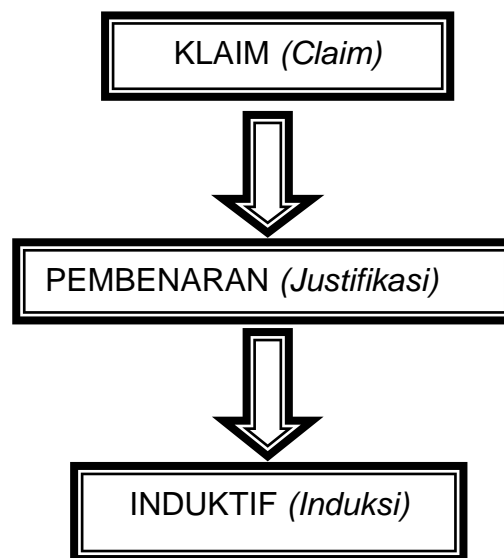 KLAIM (Claim)
PEMBENARAN (Justifikasi)
INDUKTIF (Induksi)